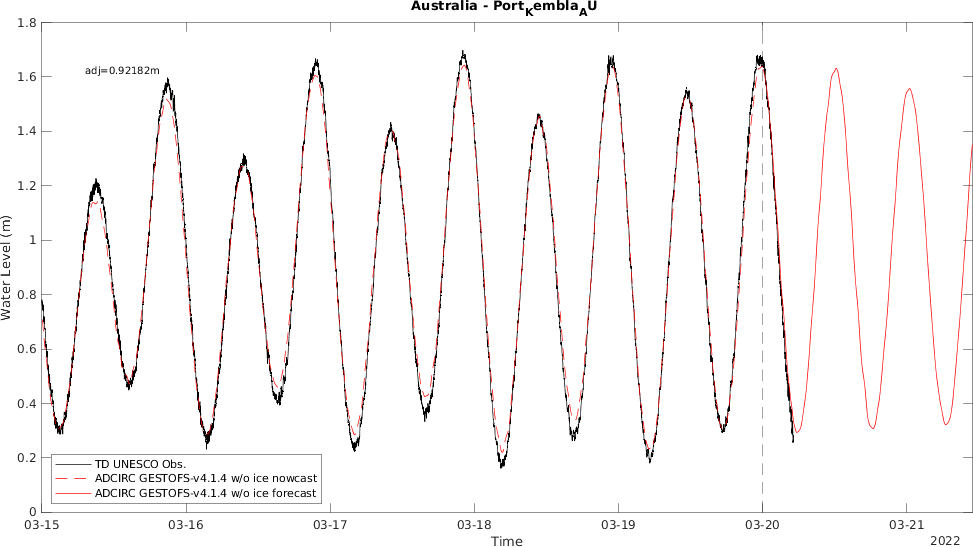 Australia - Port_Kembla_AU
1.8
adj=0.92182m
1.6
1.4
1.2
1
0.8
0.6
0.4
0.2
0
Water Level (m)
TD UNESCO Obs.
ADCIRC GESTOFS-v4.1.4 w/o ice nowcast
ADCIRC GESTOFS-v4.1.4 w/o ice forecast
03-15 03-16 03-17 03-18 03-19 03-20 03-21
Time
2022